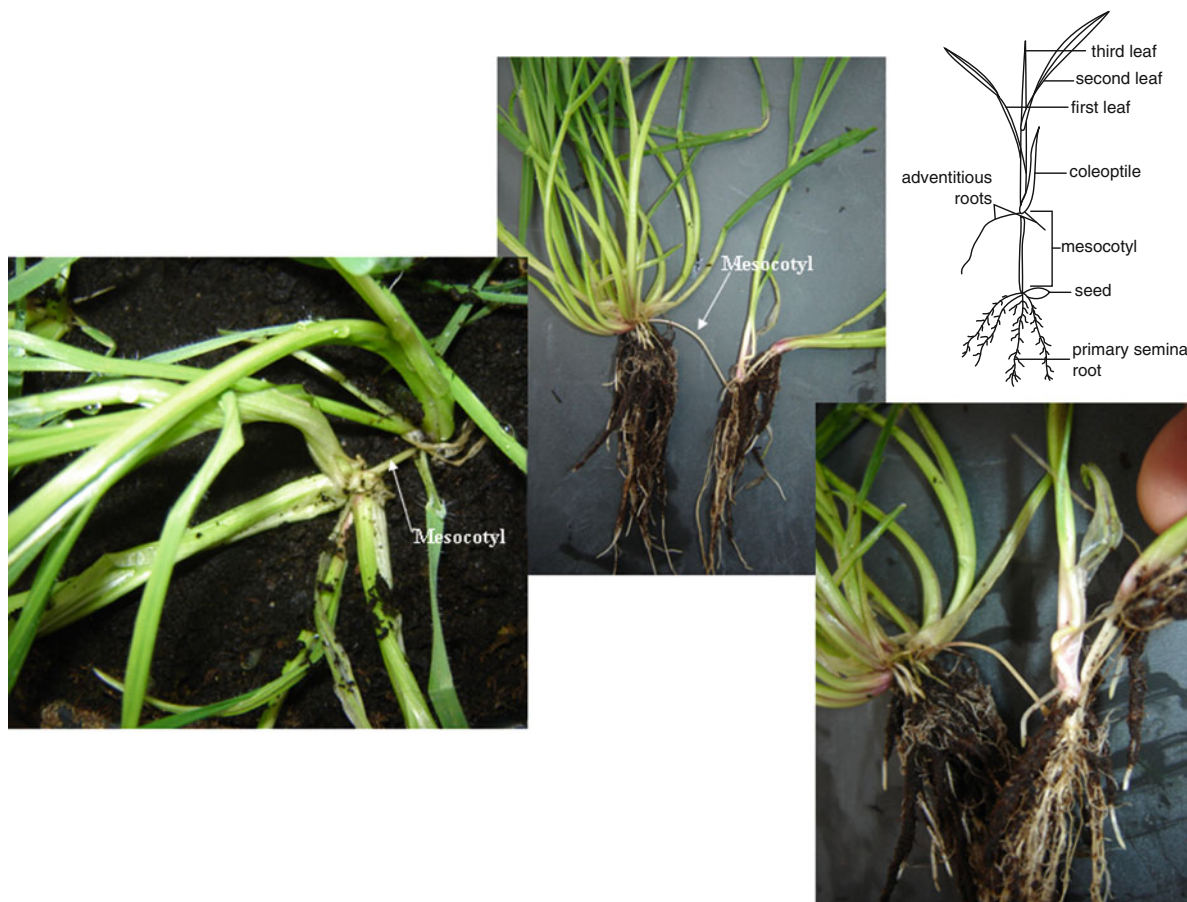 third leaf
second leaf
first leaf
coleoptile
adventitious
roots
mesocotyl
seed
primary semina
root
Mesocotyl
Mesocotyl